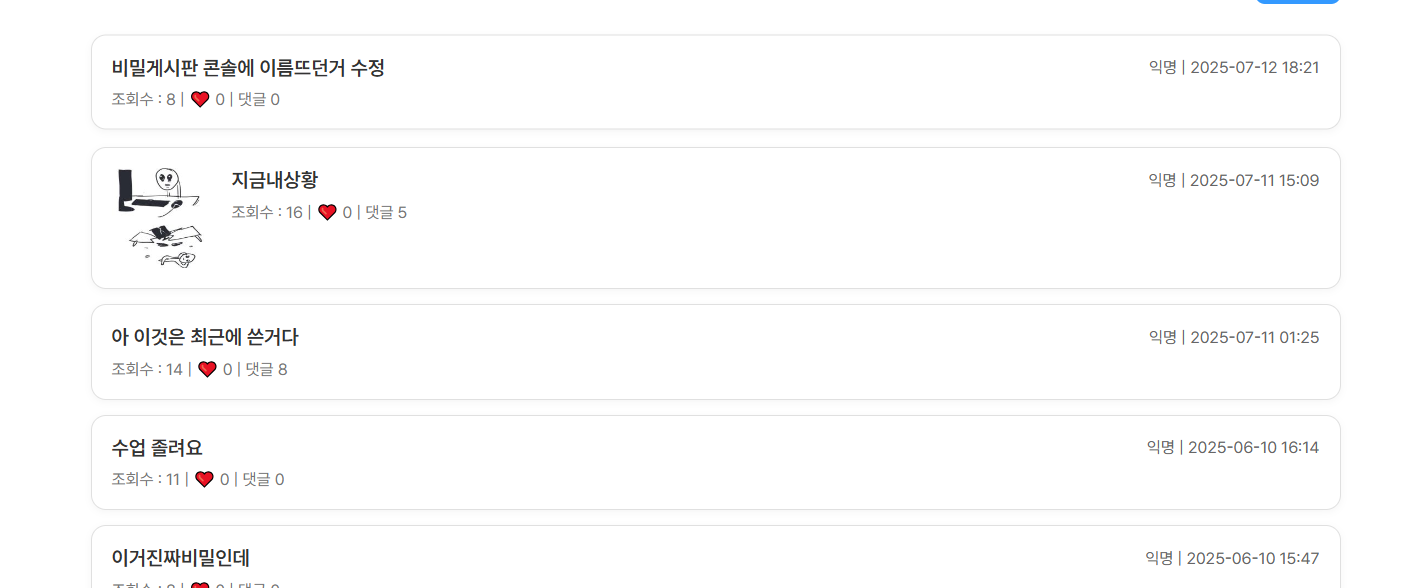 비밀게시판 콘솔에 이름뜨던거 수정
익명 | 2025-07-12 18:21
조회수 : 8 | ❤️ 0 | 댓글 0
지금내상황
익명 | 2025-07-11 15:09
조회수 : 16 | ❤️ 0 | 댓글 5
아 이것은 최근에 쓴거다
익명 | 2025-07-11 01:25
조회수 : 14 | ❤️ 0 | 댓글 8
수업 졸려요
익명 | 2025-06-10 16:14
조회수 : 11 | ❤️ 0 | 댓글 0
이거진짜비밀인데
익명 | 2025-06-10 15:47